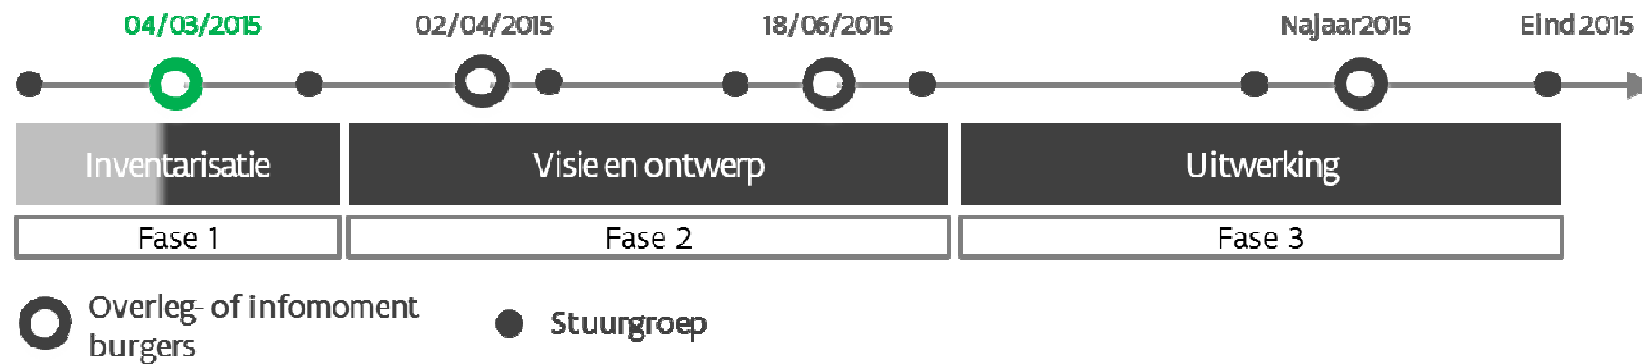 04/03/2015 02/04/2015 18/06/2015 Najaar2015 Eind 2015
Inventarisatie Visie en ontwerp Uitwerking
Fase 1 Fase 2 Fase 3
Overleg- of infomoment
burgers
Stuurgroep